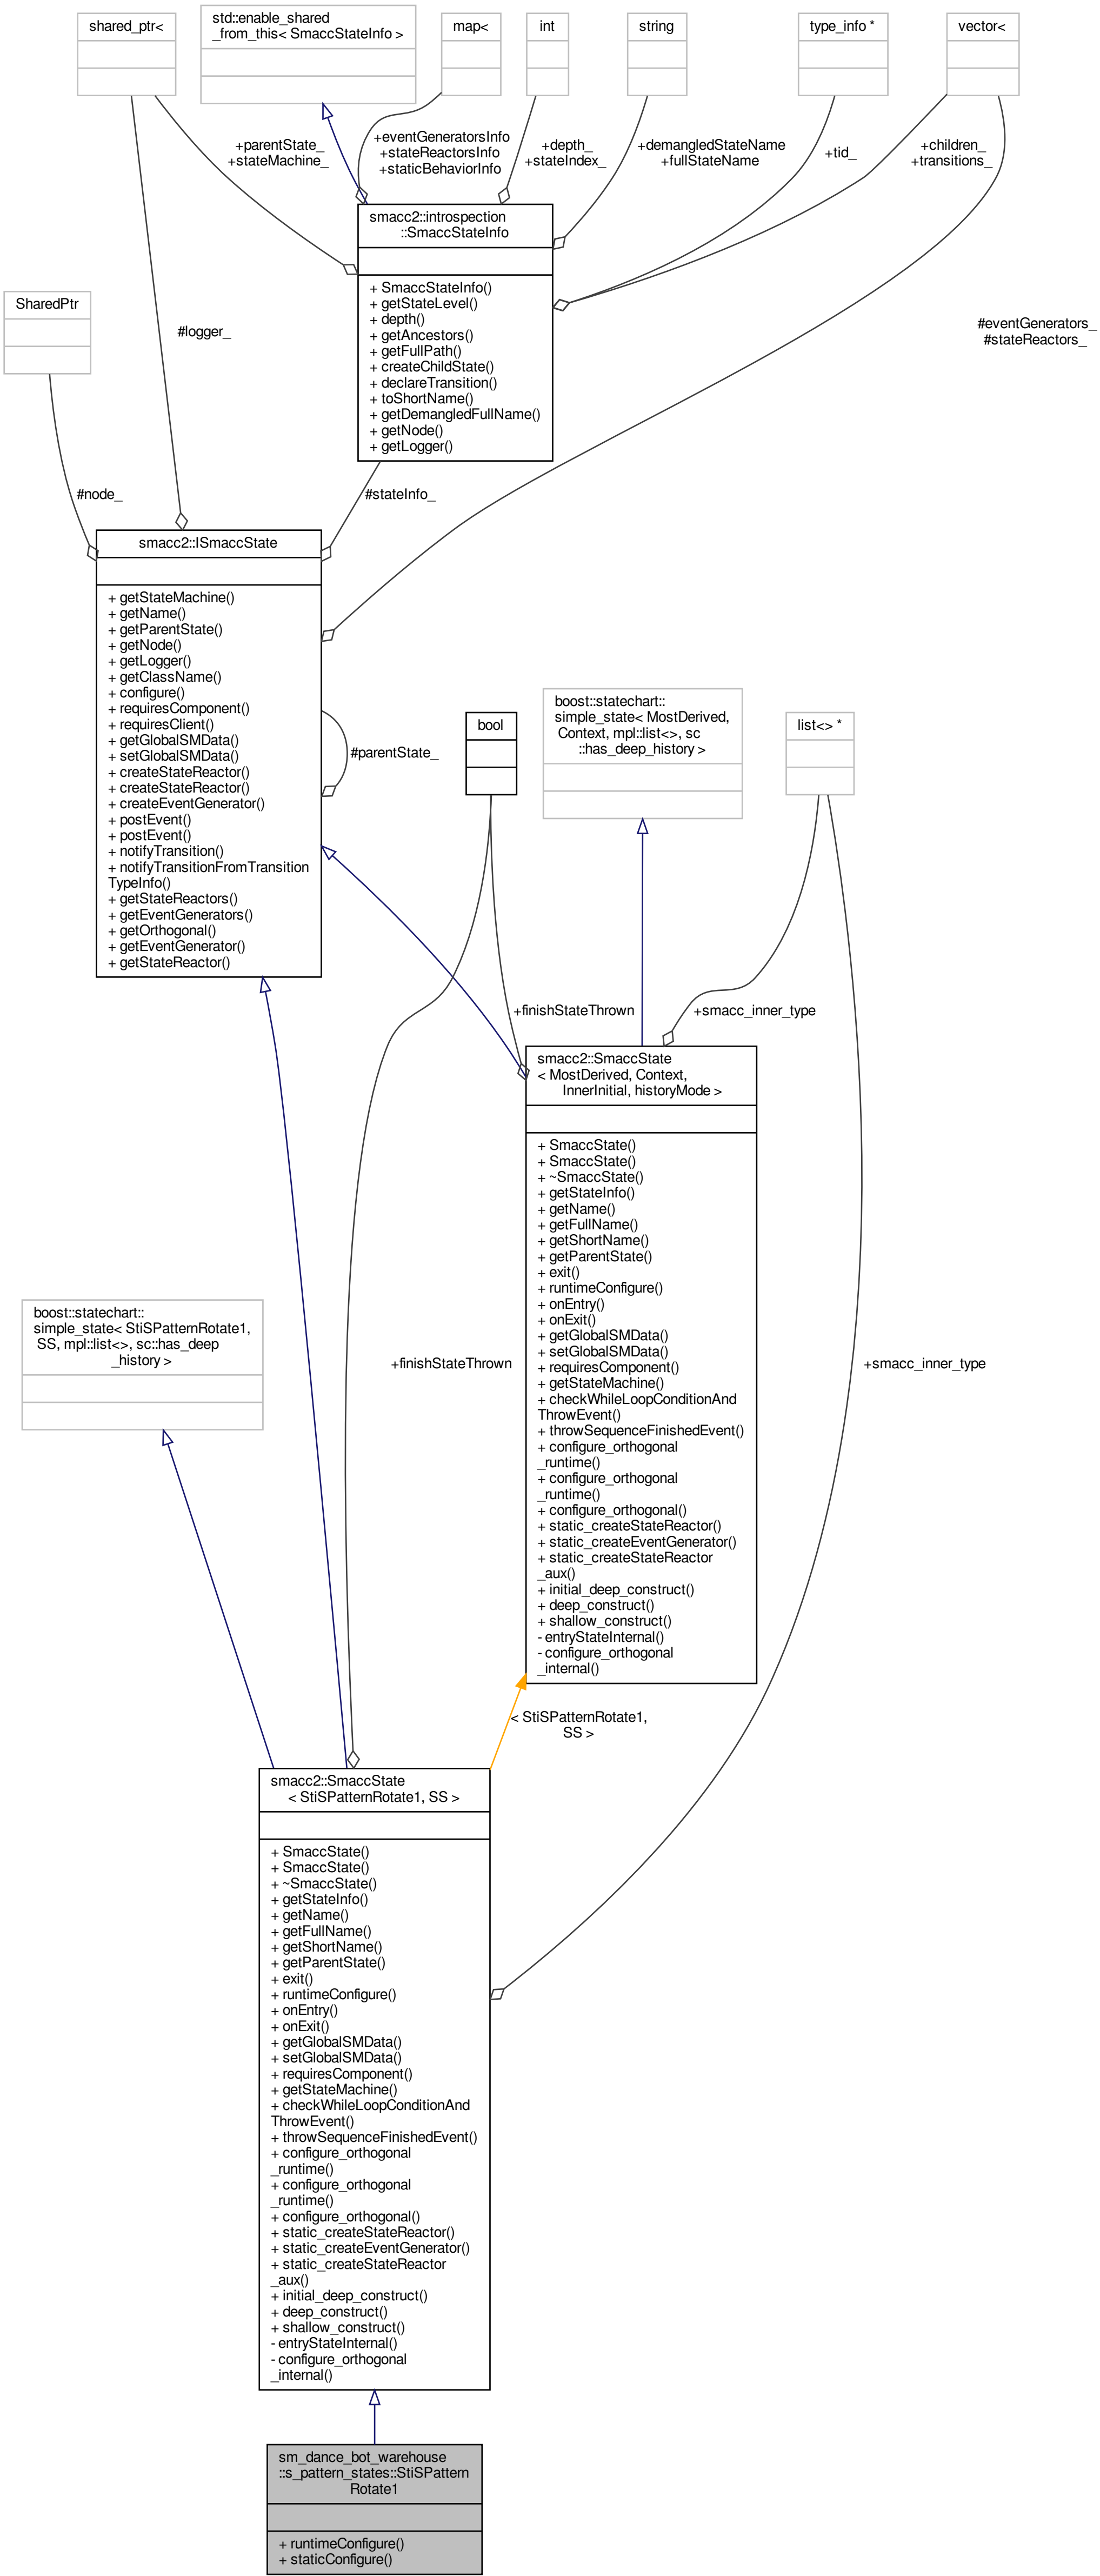 shared_ptr<
std::enable_shared
_from_this< SmaccStateInfo >
map<
int
string
type_info *
vector<
+parentState_
+stateMachine_
+eventGeneratorsInfo
+stateReactorsInfo
+staticBehaviorInfo
+depth_
+stateIndex_
+demangledStateName
+fullStateName
+tid_
+children_
+transitions_
smacc2::introspection
::SmaccStateInfo
+ SmaccStateInfo()
+ getStateLevel()
+ depth()
+ getAncestors()
+ getFullPath()
+ createChildState()
+ declareTransition()
+ toShortName()
+ getDemangledFullName()
+ getNode()
+ getLogger()
SharedPtr
#logger_
#eventGenerators_
#stateReactors_
#node_
#stateInfo_
smacc2::ISmaccState
+ getStateMachine()
+ getName()
+ getParentState()
+ getNode()
+ getLogger()
+ getClassName()
+ configure()
+ requiresComponent()
+ requiresClient()
+ getGlobalSMData()
+ setGlobalSMData()
+ createStateReactor()
+ createStateReactor()
+ createEventGenerator()
+ postEvent()
+ postEvent()
+ notifyTransition()
+ notifyTransitionFromTransition
TypeInfo()
+ getStateReactors()
+ getEventGenerators()
+ getOrthogonal()
+ getEventGenerator()
+ getStateReactor()
#parentState_
bool
boost::statechart::
simple_state< MostDerived,
Context, mpl::list<>, sc
::has_deep_history >
list<> *
+finishStateThrown
+smacc_inner_type
smacc2::SmaccState
< MostDerived, Context,
InnerInitial, historyMode >
+ SmaccState()
+ SmaccState()
+ ~SmaccState()
+ getStateInfo()
+ getName()
+ getFullName()
+ getShortName()
+ getParentState()
+ exit()
+ runtimeConfigure()
+ onEntry()
+ onExit()
+ getGlobalSMData()
+ setGlobalSMData()
+ requiresComponent()
+ getStateMachine()
+ checkWhileLoopConditionAnd
ThrowEvent()
+ throwSequenceFinishedEvent()
+ configure_orthogonal
_runtime()
+ configure_orthogonal
_runtime()
+ configure_orthogonal()
+ static_createStateReactor()
+ static_createEventGenerator()
+ static_createStateReactor
_aux()
+ initial_deep_construct()
+ deep_construct()
+ shallow_construct()
- entryStateInternal()
- configure_orthogonal
_internal()
boost::statechart::
simple_state< StiSPatternRotate1,
SS, mpl::list<>, sc::has_deep
_history >
+finishStateThrown
+smacc_inner_type
< StiSPatternRotate1,
SS >
smacc2::SmaccState
< StiSPatternRotate1, SS >
+ SmaccState()
+ SmaccState()
+ ~SmaccState()
+ getStateInfo()
+ getName()
+ getFullName()
+ getShortName()
+ getParentState()
+ exit()
+ runtimeConfigure()
+ onEntry()
+ onExit()
+ getGlobalSMData()
+ setGlobalSMData()
+ requiresComponent()
+ getStateMachine()
+ checkWhileLoopConditionAnd
ThrowEvent()
+ throwSequenceFinishedEvent()
+ configure_orthogonal
_runtime()
+ configure_orthogonal
_runtime()
+ configure_orthogonal()
+ static_createStateReactor()
+ static_createEventGenerator()
+ static_createStateReactor
_aux()
+ initial_deep_construct()
+ deep_construct()
+ shallow_construct()
- entryStateInternal()
- configure_orthogonal
_internal()
sm_dance_bot_warehouse
::s_pattern_states::StiSPattern
Rotate1
+ runtimeConfigure()
+ staticConfigure()